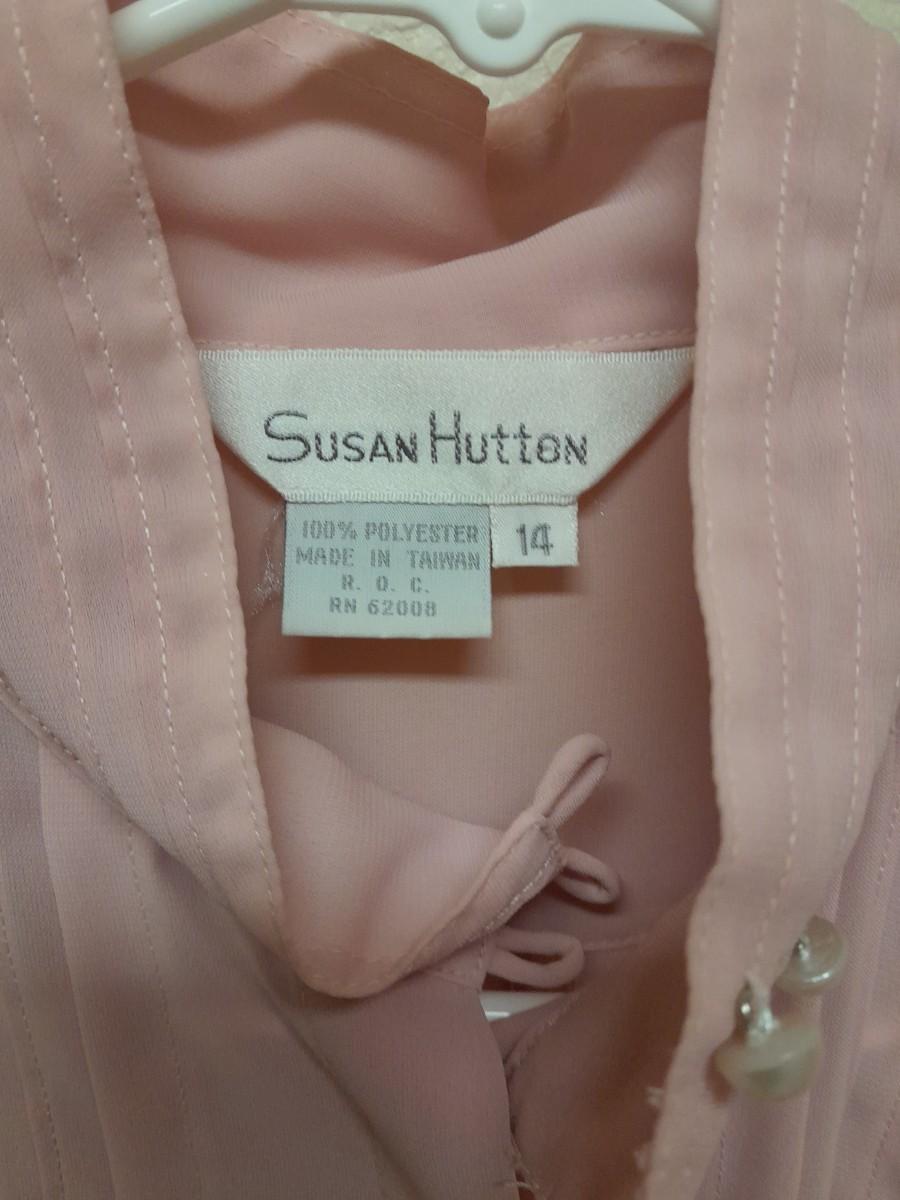 SUSAN HUTTON
100% POLYESTER
MADE IN TAIWAN
R. O. C.
RN 62008
14